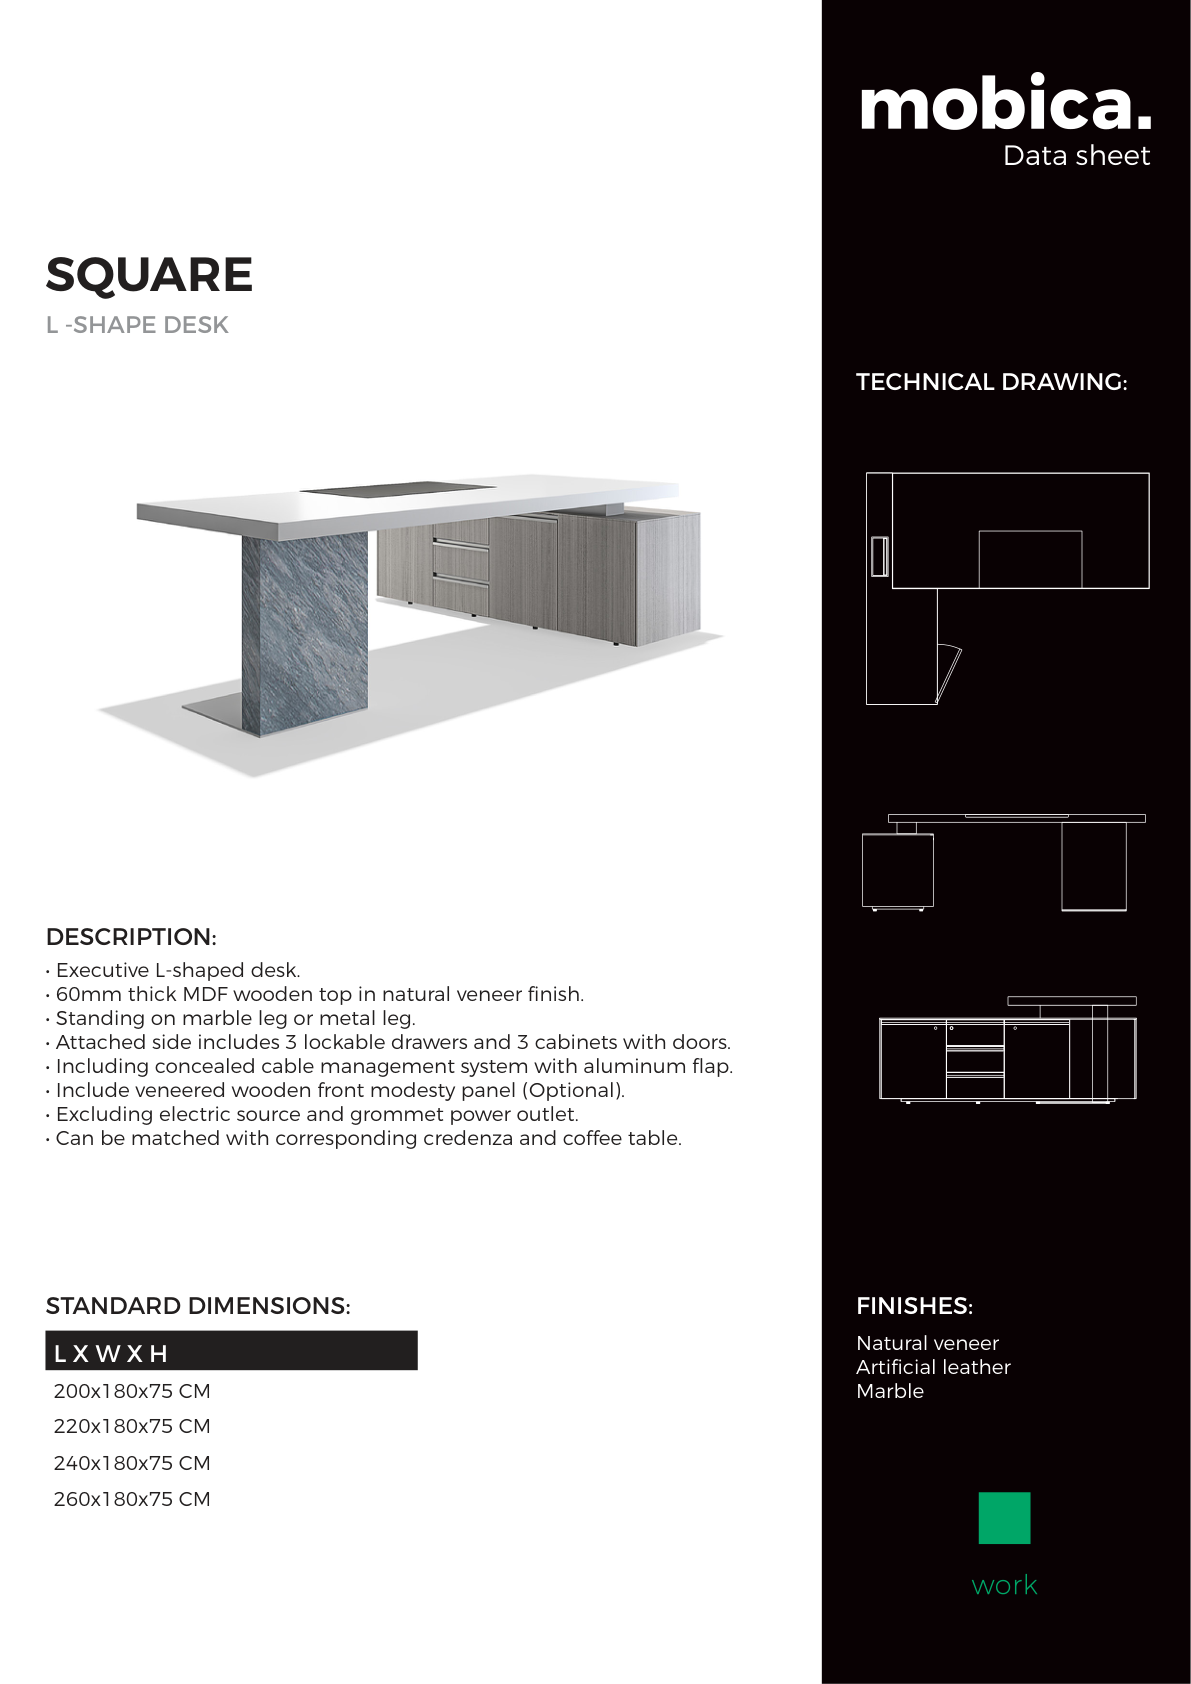 mobica.
Data sheet
SQUARE
L -SHAPE DESK
TECHNICAL DRAWING:
DESCRIPTION:
• Executive L-shaped desk.
• 60mm thick MDF wooden top in natural veneer finish.
• Standing on marble leg or metal leg.
• Attached side includes 3 lockable drawers and 3 cabinets with doors.
• Including concealed cable management system with aluminum flap.
• Include veneered wooden front modesty panel (Optional).
• Excluding electric source and grommet power outlet.
• Can be matched with corresponding credenza and coffee table.
STANDARD DIMENSIONS:
L X W X H
200x180x75 CM
220x180x75 CM
240x180x75 CM
260x180x75 CM
FINISHES:
Natural veneer
Artificial leather
Marble
work